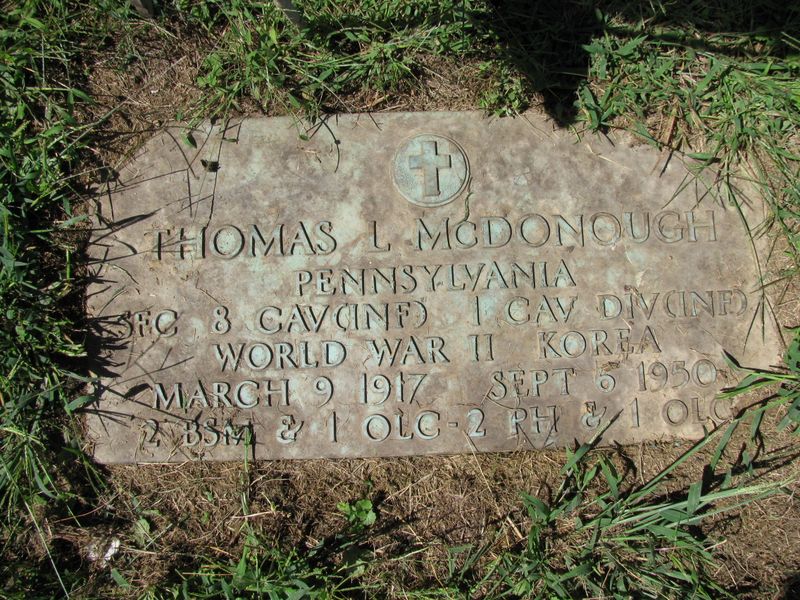 THOMAS L McDONOUGH
PENNSYLVANIA
SFC 8 CAV(INF) 1 CAV DIV(INF)
WORLD WAR II KOREA
MARCH 9 1917 SEPT 6 1950
2 BSM & 1 OLC-2 PH & 1 OLC